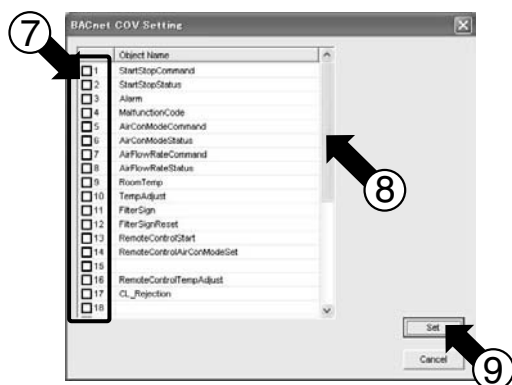 BACnet COV Setting
7
Object Name
1 StartStopCommand
2 StartStopStatus
3 Alarm
4 MalfunctionCode
5 AirConModeCommand
6 AirConModeStatus
7 AirFlowRateCommand
8 AirFlowRateStatus
9 RoomTemp
10 TempAdjust
11 FilterSign
12 FilterSignReset
13 RemoteControlStart
14 RemoteControlAirConModeSet
15
16 RemoteControlTempAdjust
17 CL_Rejection
18
8
Set
Cancel
9